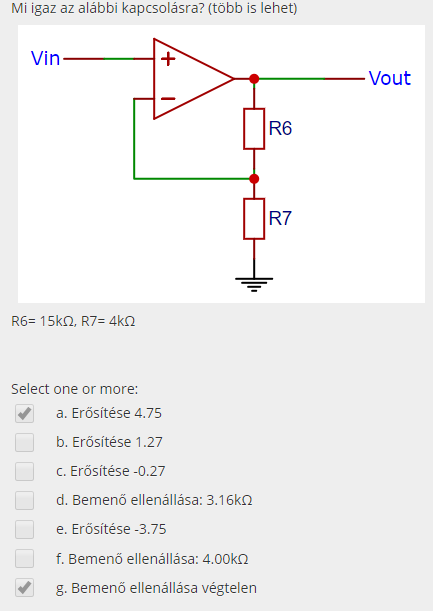 Mi igaz az alábbi kapcsolásra? (több is lehet)
Vin
+
Vout
−
R6
R7
R6= 15kΩ, R7= 4kΩ
Select one or more:
a. Erősítése 4.75
b. Erősítése 1.27
c. Erősítése -0.27
d. Bemenő ellenállása: 3.16kΩ
e. Erősítése -3.75
f. Bemenő ellenállása: 4.00kΩ
g. Bemenő ellenállása végtelen